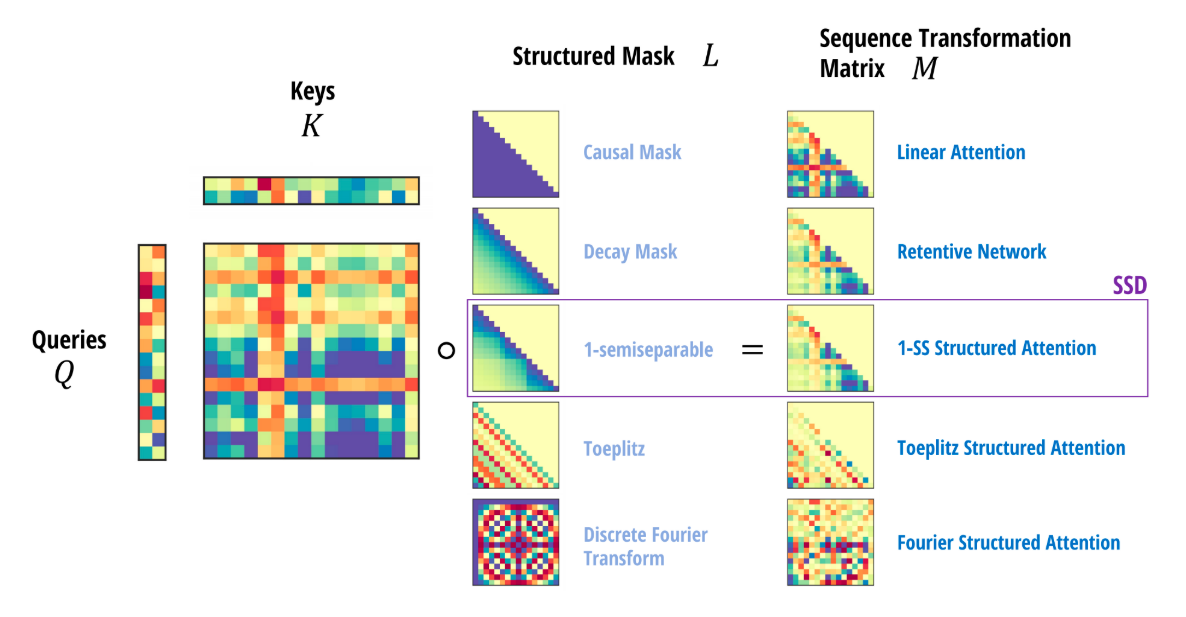 Structured Mask L
Sequence Transformation
Matrix M
Keys
K
Causal Mask
Linear Attention
Decay Mask
Retentive Network
SSD
Queries
Q
∘
1-semiseparable
=
1-SS Structured Attention
Toeplitz
Toeplitz Structured Attention
Discrete Fourier
Transform
Fourier Structured Attention